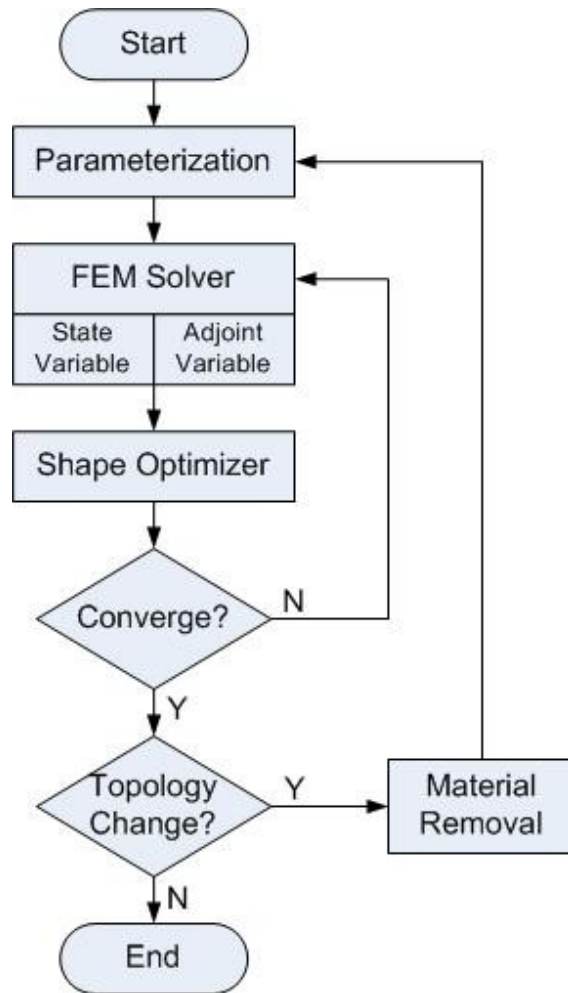 Start
Parameterization
FEM Solver
State
Variable
Adjoint
Variable
Shape Optimizer
Converge?
N
Y
Topology
Change?
Y
Material
Removal
N
End